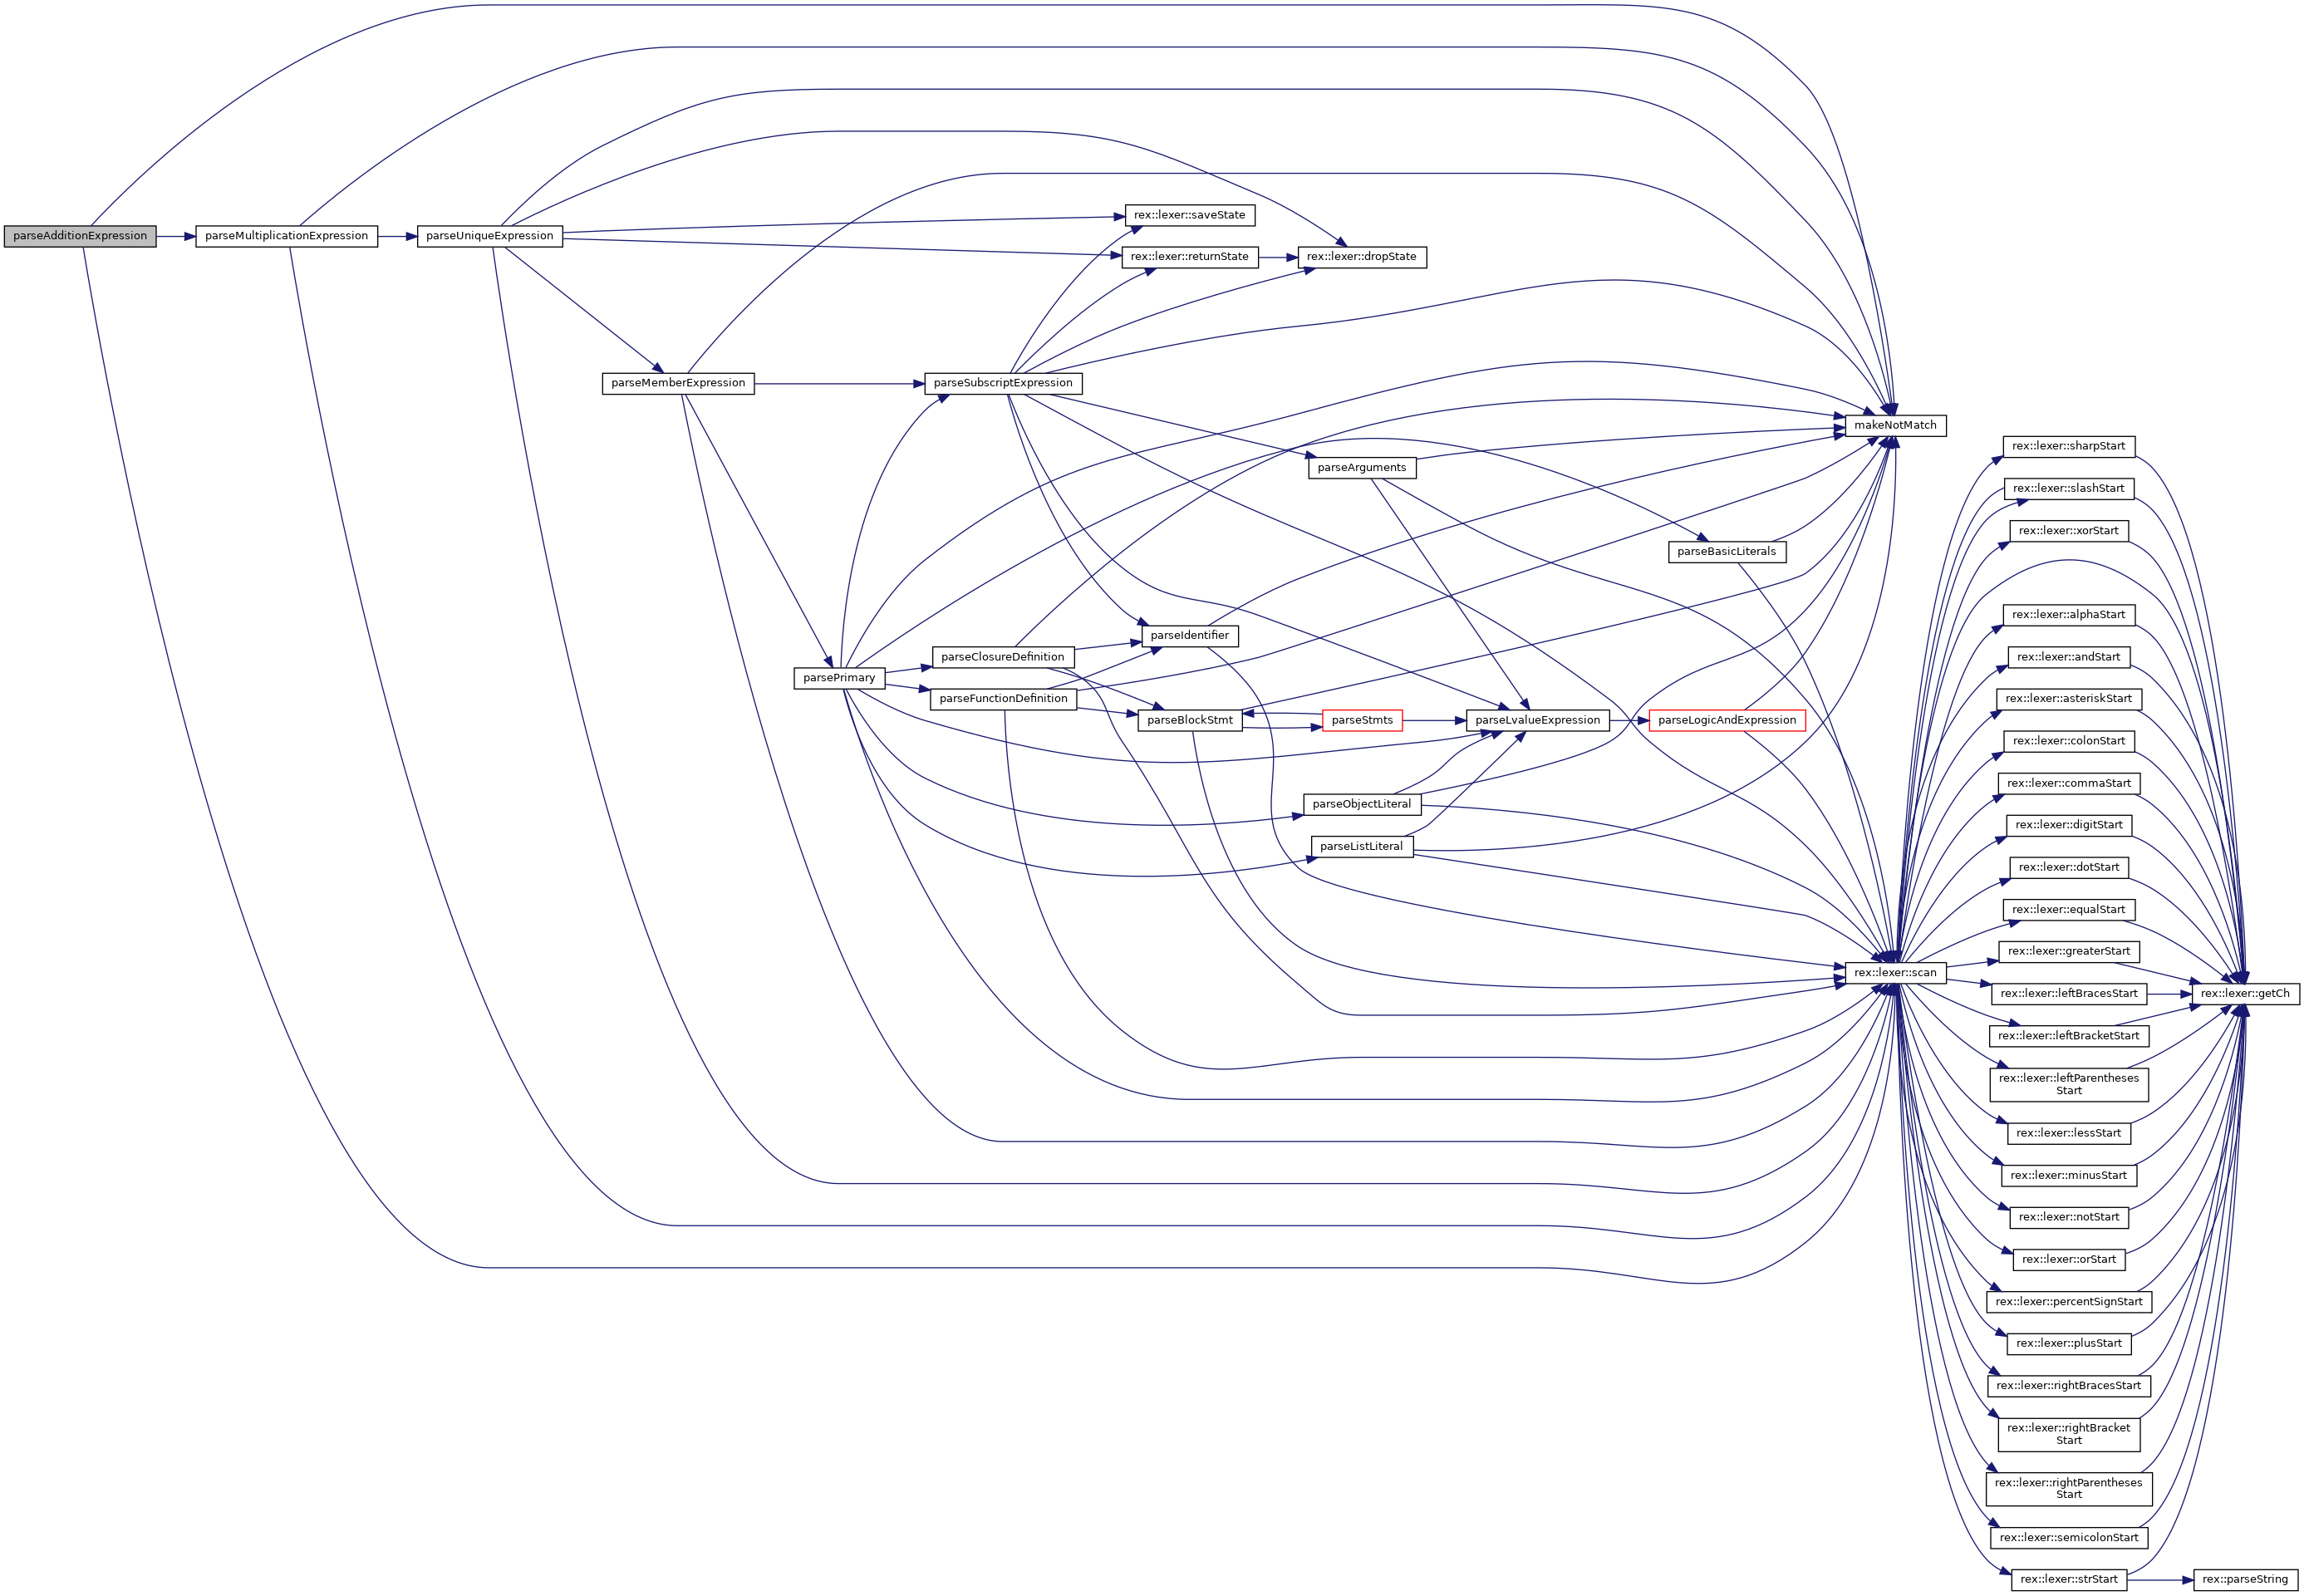 parseAdditionExpression
parseMultiplicationExpression
parseUniqueExpression
parseMemberExpression
parsePrimary
rex::lexer::saveState
rex::lexer::returnState
rex::lexer::dropState
parseSubscriptExpression
parseClosureDefinition
parseFunctionDefinition
parseIdentifier
parseBlockStmt
parseArguments
parseStmts
parseObjectLiteral
parseListLiteral
parseLvalueExpression
parseBasicLiterals
parseLogicAndExpression
makeNotMatch
rex::lexer::scan
rex::lexer::sharpStart
rex::lexer::slashStart
rex::lexer::xorStart
rex::lexer::alphaStart
rex::lexer::andStart
rex::lexer::asteriskStart
rex::lexer::colonStart
rex::lexer::commaStart
rex::lexer::digitStart
rex::lexer::dotStart
rex::lexer::equalStart
rex::lexer::greaterStart
rex::lexer::leftBracesStart
rex::lexer::leftBracketStart
rex::lexer::leftParentheses
Start
rex::lexer::lessStart
rex::lexer::minusStart
rex::lexer::notStart
rex::lexer::orStart
rex::lexer::percentSignStart
rex::lexer::plusStart
rex::lexer::rightBracesStart
rex::lexer::rightBracket
Start
rex::lexer::rightParentheses
Start
rex::lexer::semicolonStart
rex::lexer::strStart
rex::lexer::getCh
rex::parseString